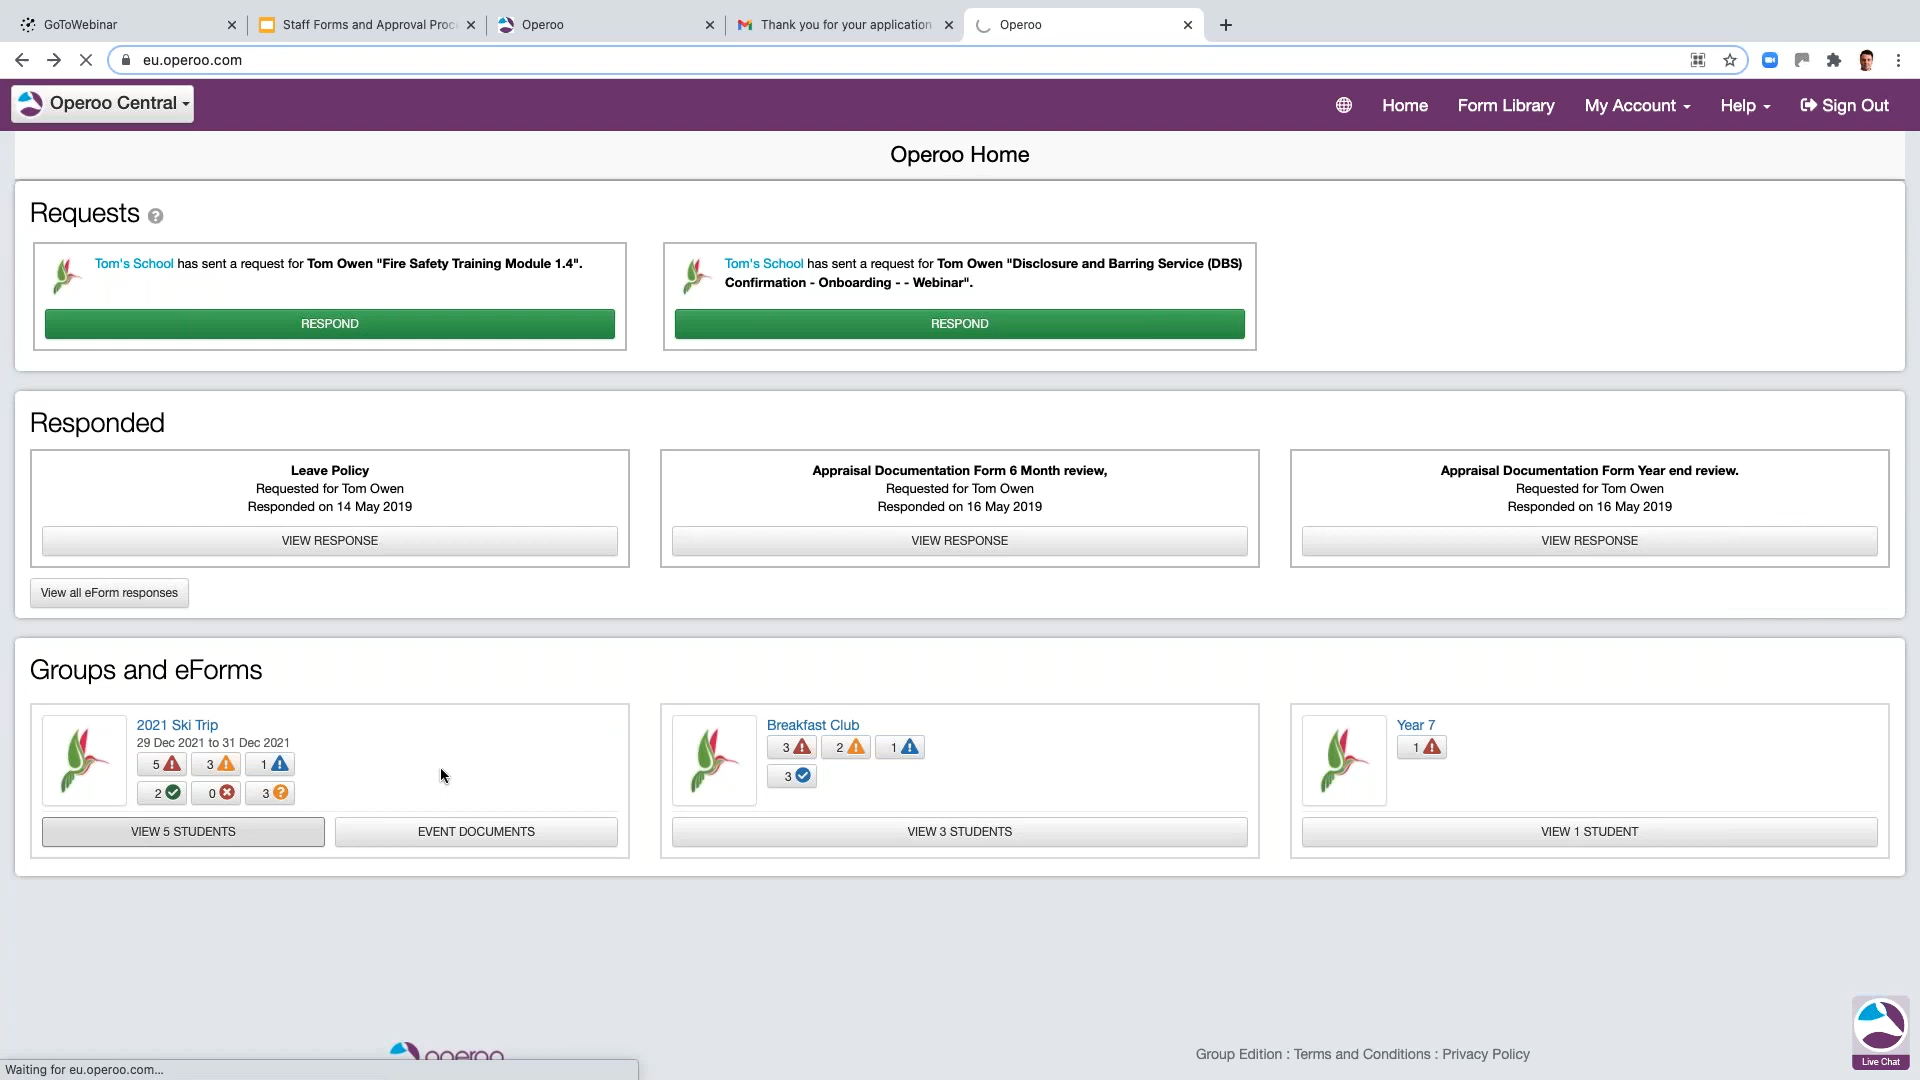 GoToWebinar
Staff Forms and Approval Proc
Operoo
Thank you for your application
Operoo
eu.operoo.com
Operoo Central
Home
Form Library
My Account
Help
Sign Out
Operoo Home
Requests ?
Tom's School has sent a request for Tom Owen "Fire Safety Training Module 1.4".
RESPOND
Tom's School has sent a request for Tom Owen "Disclosure and Barring Service (DBS)
Confirmation - Onboarding - - Webinar".
RESPOND
Responded
Leave Policy
Requested for Tom Owen
Responded on 14 May 2019
VIEW RESPONSE
Appraisal Documentation Form 6 Month review,
Requested for Tom Owen
Responded on 16 May 2019
VIEW RESPONSE
Appraisal Documentation Form Year end review.
Requested for Tom Owen
Responded on 16 May 2019
VIEW RESPONSE
View all eForm responses
Groups and eForms
2021 Ski Trip
29 Dec 2021 to 31 Dec 2021
5 3 1
2 0 3
VIEW 5 STUDENTS
EVENT DOCUMENTS
Breakfast Club
3 2 1
3
VIEW 3 STUDENTS
Year 7
1
VIEW 1 STUDENT
operoo
Group Edition : Terms and Conditions : Privacy Policy
Live Chat
Waiting for eu.operoo.com...